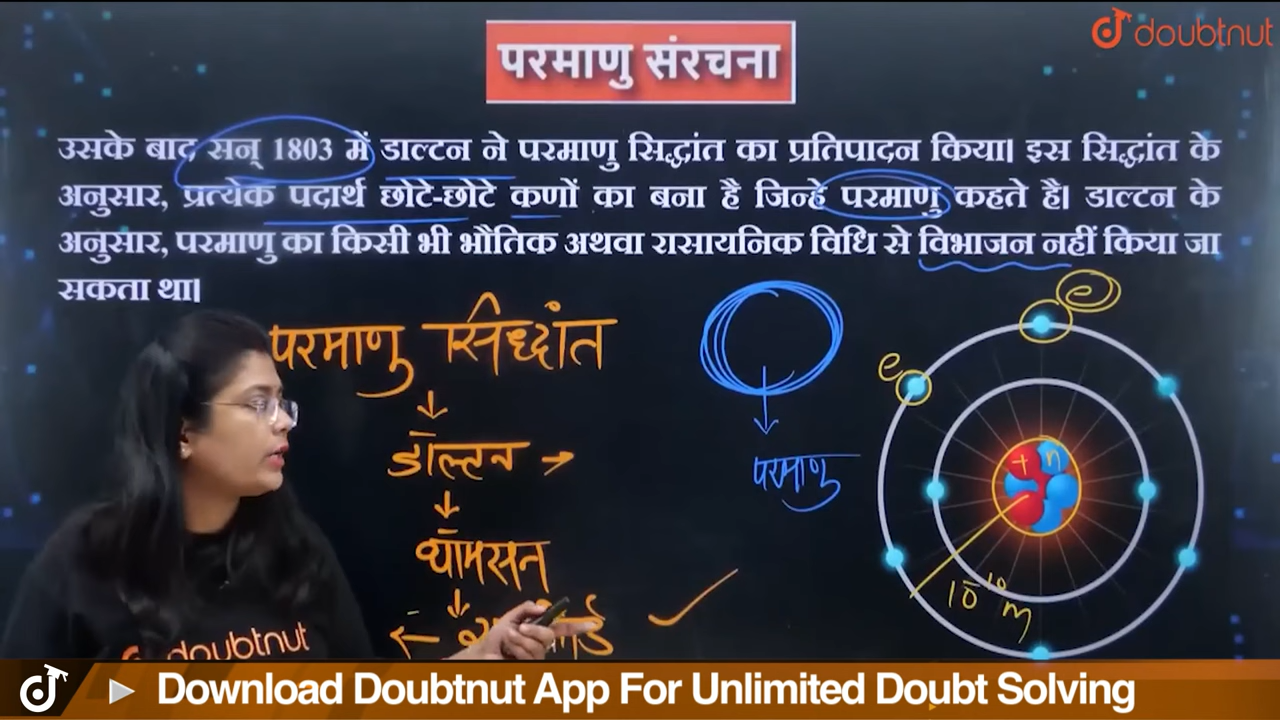 doubtnut
परमाणु संरचना
उसके बाद सन् 1803 में डाल्टन ने परमाणु सिद्धांत का प्रतिपादन किया। इस सिद्धांत के
अनुसार, प्रत्येक पदार्थ छोटे-छोटे कणों का बना है जिन्हे परमाणु कहते है। डाल्टन के
अनुसार, परमाणु का किसी भी भौतिक अथवा रासायनिक विधि से विभाजन नहीं किया जा
सकता था।
परमाणु सिध्दांत
डॉल्टन
थॉमसन
परमाणु
e
e
+ n
10⁻¹⁰ m
doubtnut
Download Doubtnut App For Unlimited Doubt Solving